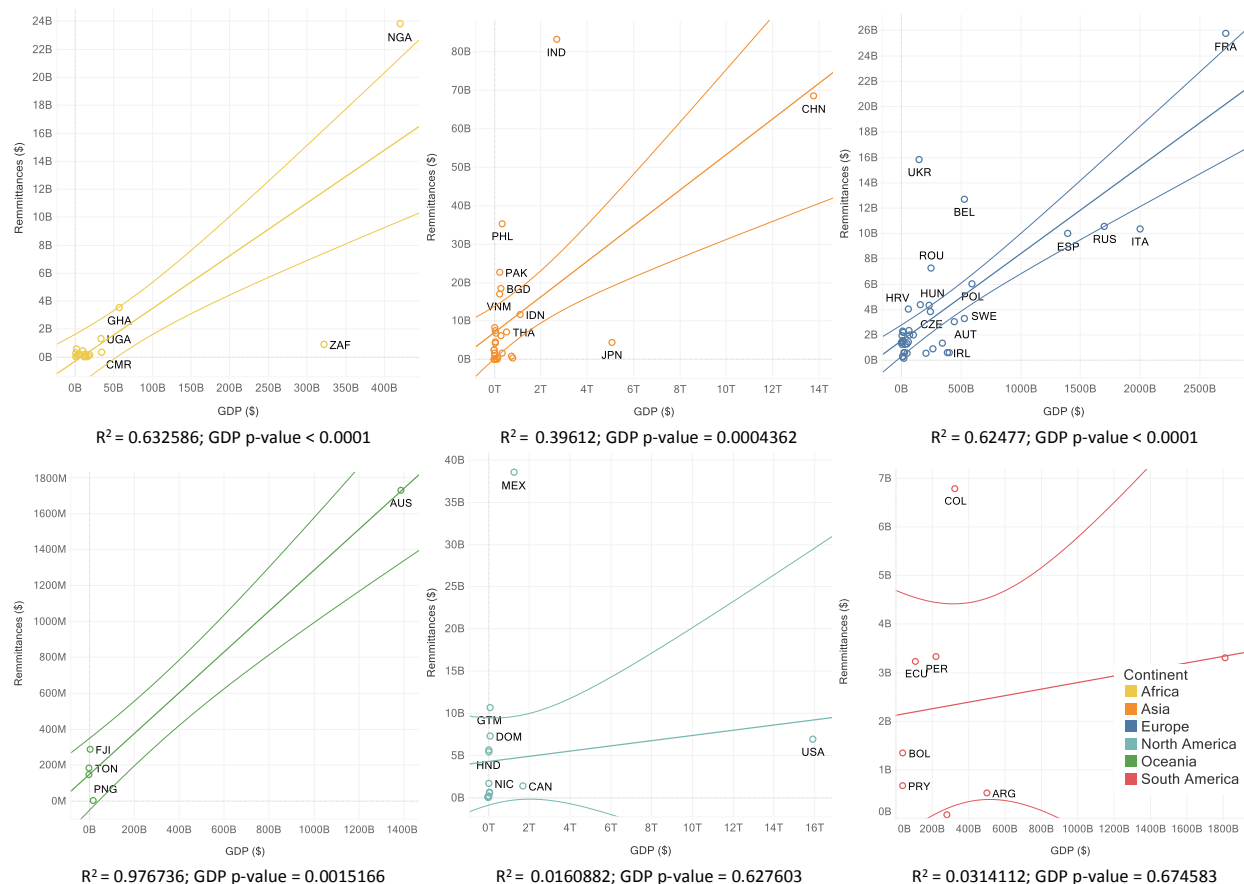 24B
22B
20B
18B
16B
14B
12B
10B
8B
6B
4B
2B
0B
Remmittances ($)
NGA
GHA
UGA
CMR
ZAF
0B 50B 100B 150B 200B 250B 300B 350B 400B
GDP ($)
R² = 0.632586; GDP p-value < 0.0001
80B
70B
60B
50B
40B
30B
20B
10B
0B
Remmittances ($)
IND
CHN
PHL
PAK
BGD
VNM
IDN
THA
JPN
0T 2T 4T 6T 8T 10T 12T 14T
GDP ($)
R² = 0.39612; GDP p-value = 0.0004362
26B
24B
22B
20B
18B
16B
14B
12B
10B
8B
6B
4B
2B
0B
Remmittances ($)
FRA
UKR
BEL
ESP
RUS
ITA
ROU
HRV
HUN
POL
CZE
SWE
AUT
IRL
0B 500B 1000B 1500B 2000B 2500B
GDP ($)
R² = 0.62477; GDP p-value < 0.0001
1800M
1600M
1400M
1200M
1000M
800M
600M
400M
200M
0M
Remmittances ($)
AUS
FJI
TON
PNG
0B 200B 400B 600B 800B 1000B 1200B 1400B
GDP ($)
R² = 0.976736; GDP p-value = 0.0015166
40B
35B
30B
25B
20B
15B
10B
5B
0B
Remmittances ($)
MEX
GTM
DOM
HND
NIC
CAN
USA
0T 2T 4T 6T 8T 10T 12T 14T 16T
GDP ($)
R² = 0.0160882; GDP p-value = 0.627603
7B
6B
5B
4B
3B
2B
1B
0B
Remmittances ($)
COL
ECU
PER
BOL
PRY
ARG
Continent
Africa
Asia
Europe
North America
Oceania
South America
0B 200B 400B 600B 800B 1000B 1200B 1400B 1600B 1800B
GDP ($)
R² = 0.0314112; GDP p-value = 0.674583